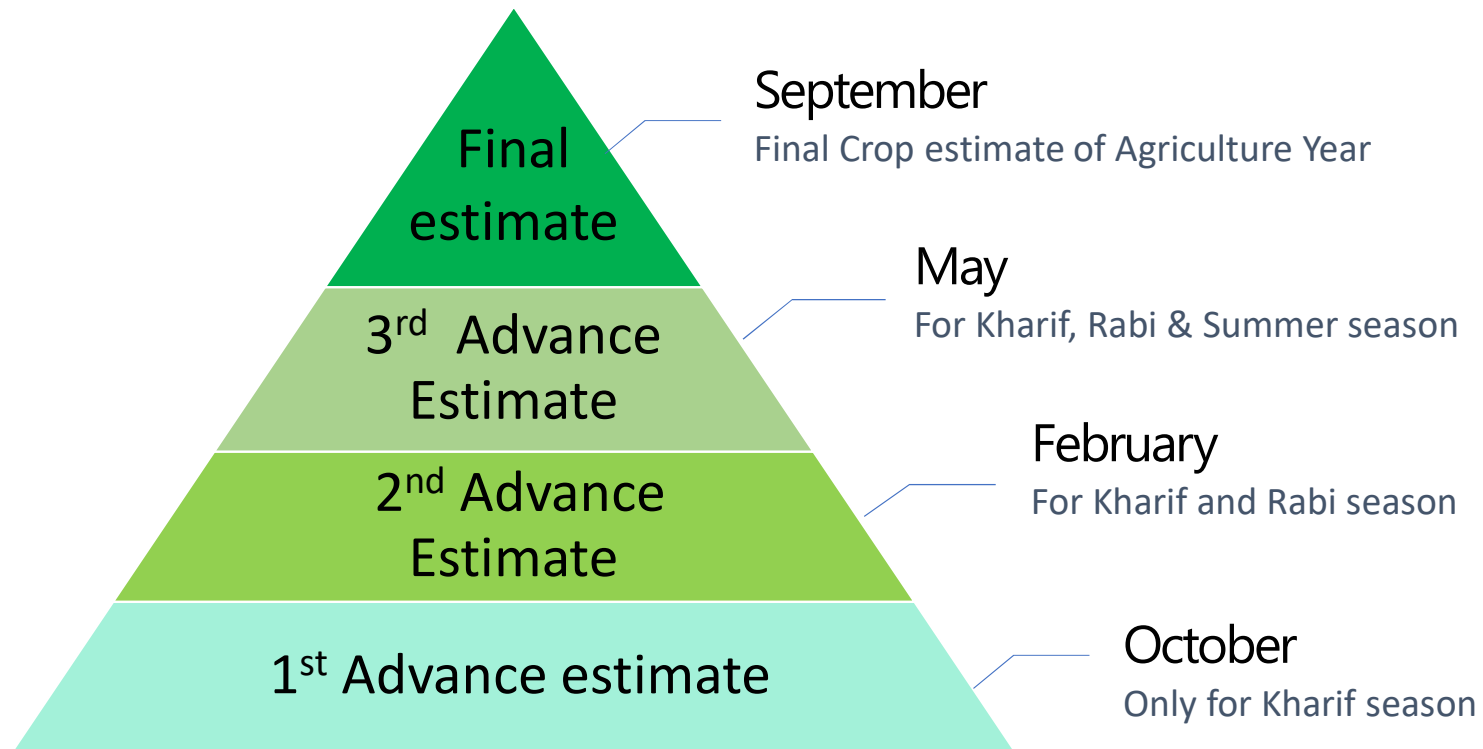 Final
estimate
September
Final Crop estimate of Agriculture Year
3rd Advance
Estimate
May
For Kharif, Rabi & Summer season
2nd Advance
Estimate
February
For Kharif and Rabi season
1st Advance estimate
October
Only for Kharif season